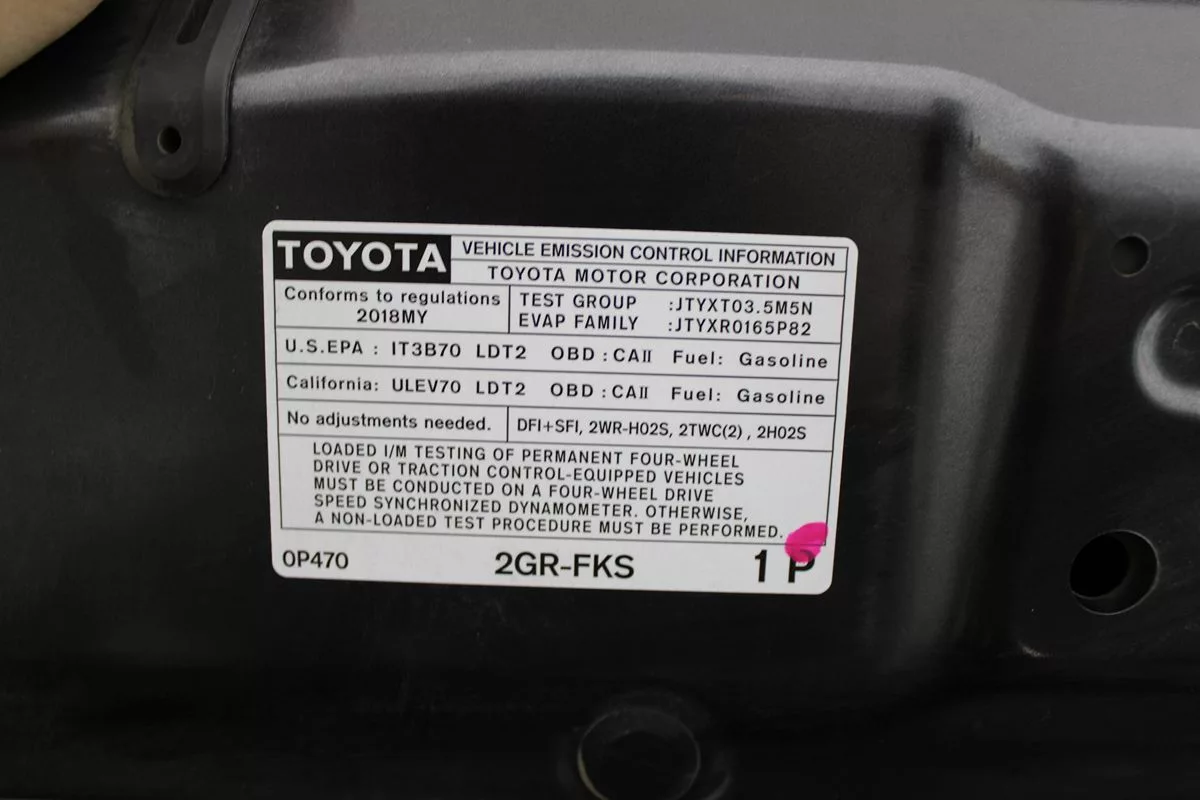 TOYOTA VEHICLE EMISSION CONTROL INFORMATION
TOYOTA MOTOR CORPORATION
Conforms to regulations
2018MY
TEST GROUP :JTYXT03.5M5N
EVAP FAMILY :JTYXR0165P82
U.S.EPA : IT3B70 LDT2 OBD : CAII Fuel: Gasoline
California: ULEV70 LDT2 OBD : CAII Fuel: Gasoline
No adjustments needed.
DFI+SFI, 2WR-HO2S, 2TWC(2) , 2HO2S
LOADED I/M TESTING OF PERMANENT FOUR-WHEEL
DRIVE OR TRACTION CONTROL-EQUIPPED VEHICLES
MUST BE CONDUCTED ON A FOUR-WHEEL DRIVE
SPEED SYNCHRONIZED DYNAMOMETER. OTHERWISE,
A NON-LOADED TEST PROCEDURE MUST BE PERFORMED.
0P470 2GR-FKS 1 P